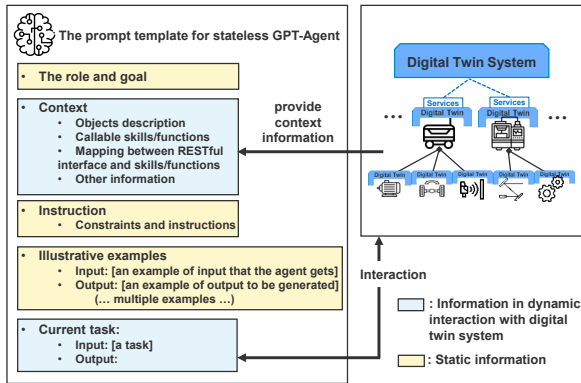 The prompt template for stateless GPT-Agent
• The role and goal
• Context
• Objects description
• Callable skills/functions
• Mapping between RESTful
interface and skills/functions
• Other information
• Instruction
• Constraints and instructions
• Illustrative examples
• Input: [an example of input that the agent gets]
• Output: [an example of output to be generated]
(... multiple examples ...)
• Current task:
• Input: [a task]
• Output:
provide
context
information
Interaction
Digital Twin System
Services
Digital Twin
Services
Digital Twin
...
...
Digital Twin
Digital Twin
Digital Twin
Digital Twin
Digital Twin
: Information in dynamic
interaction with digital
twin system
: Static information